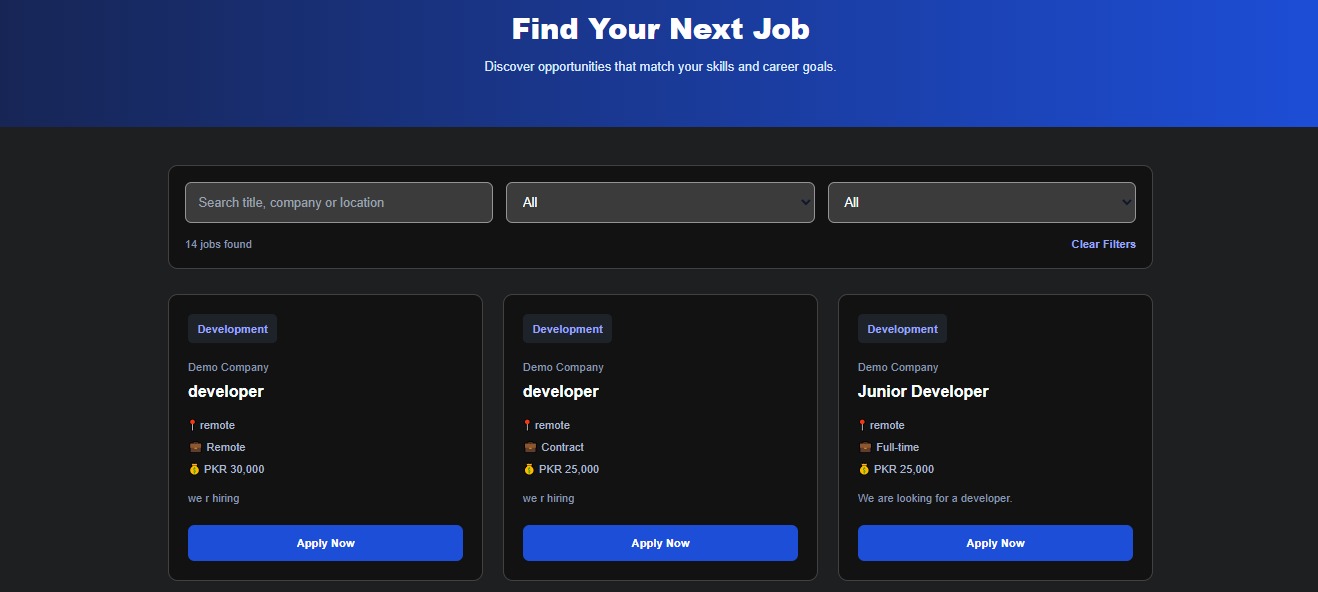 Find Your Next Job
Discover opportunities that match your skills and career goals.
Search title, company or location
All
All
14 jobs found
Clear Filters
Development
Demo Company
developer
remote
Remote
PKR 30,000
we r hiring
Apply Now
Development
Demo Company
developer
remote
Contract
PKR 25,000
we r hiring
Apply Now
Development
Demo Company
Junior Developer
remote
Full-time
PKR 25,000
We are looking for a developer.
Apply Now